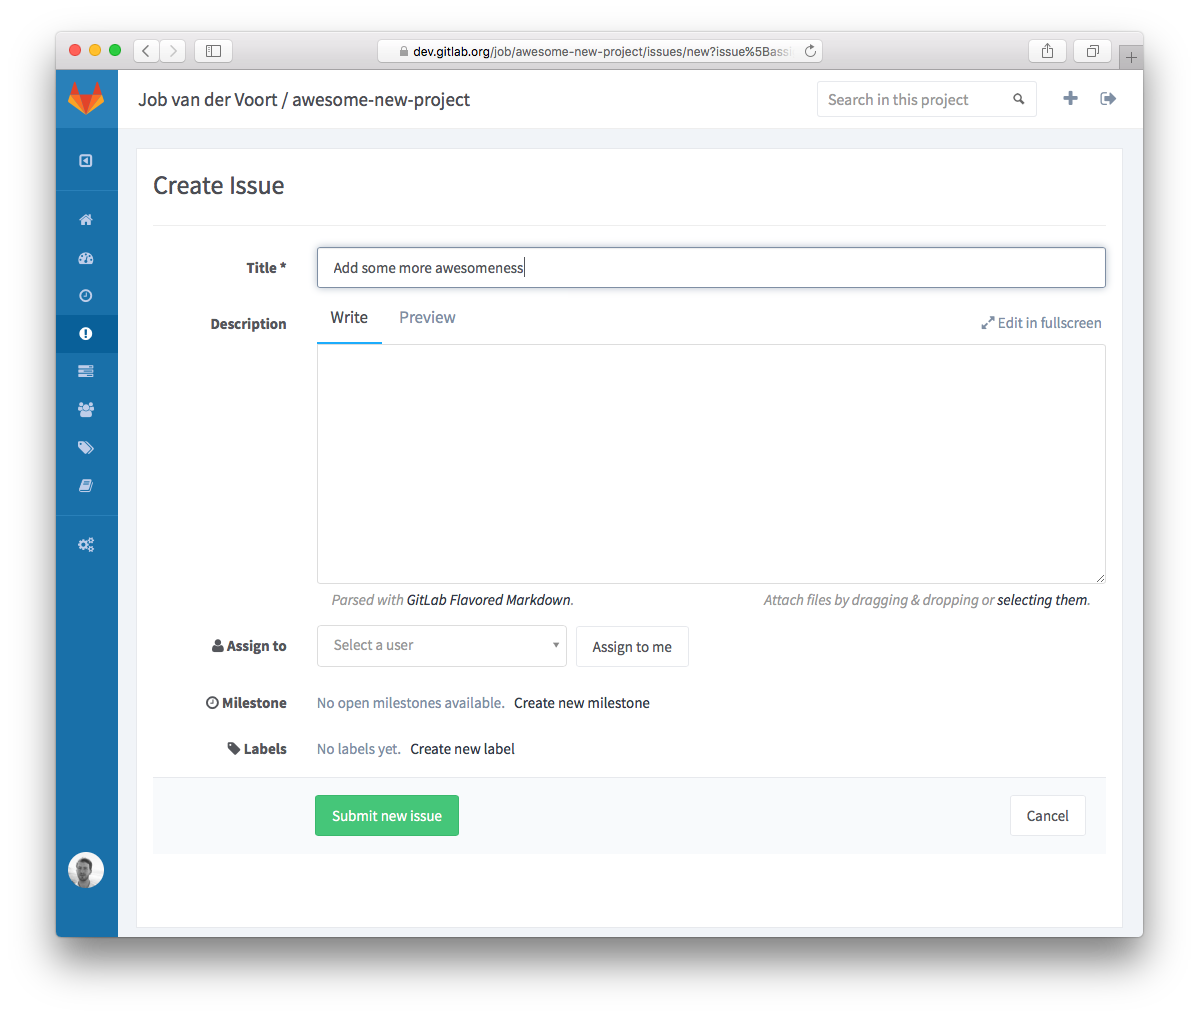 dev.gitlab.org/job/awesome-new-project/issues/new?issue%5Bassi
Job van der Voort / awesome-new-project
Search in this project
Create Issue
Title *
Add some more awesomeness
Description
Write
Preview
Edit in fullscreen
Parsed with GitLab Flavored Markdown.
Attach files by dragging & dropping or selecting them.
Assign to
Select a user
Assign to me
Milestone
No open milestones available. Create new milestone
Labels
No labels yet. Create new label
Submit new issue
Cancel